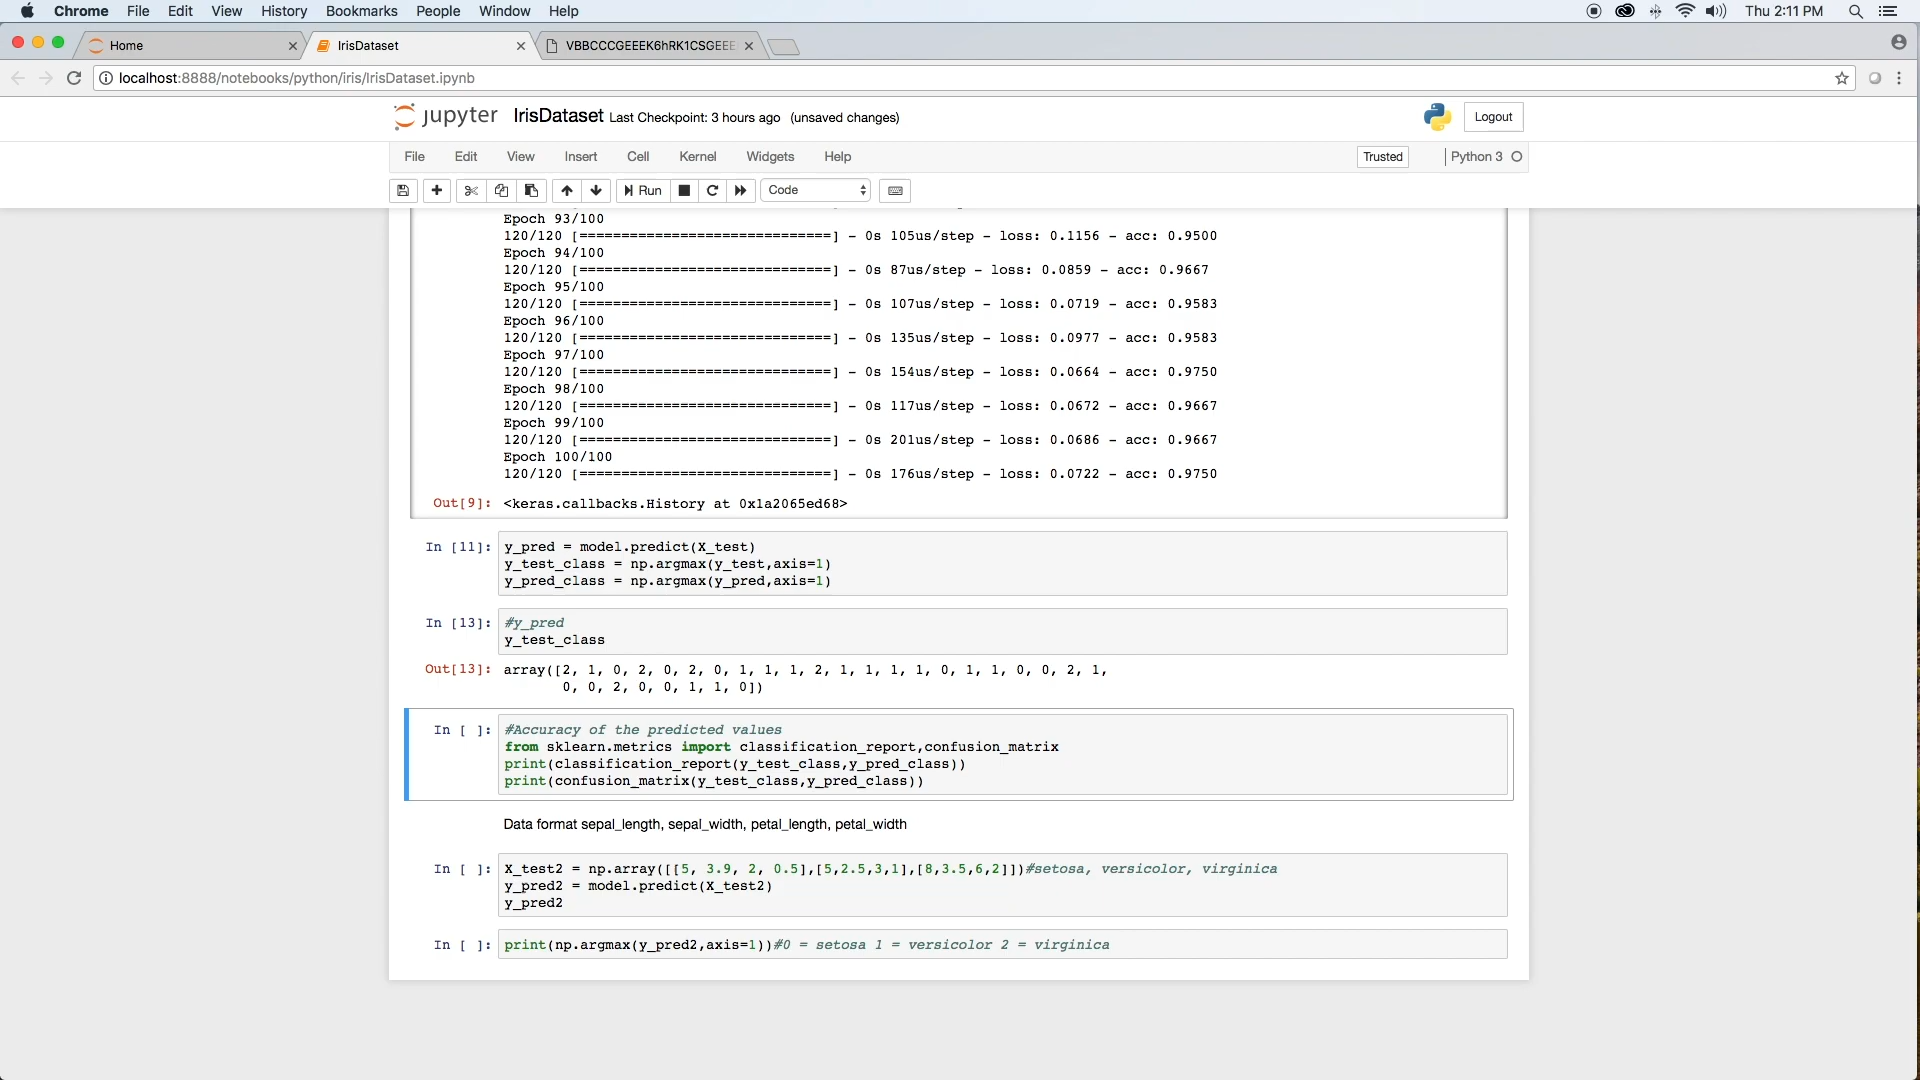 Chrome File Edit View History Bookmarks People Window Help Thu 2:11 PM
Home IrisDataset VBBCCCGEEEK6hRK1CSGEEE
localhost:8888/notebooks/python/iris/IrisDataset.ipynb
jupyter IrisDataset Last Checkpoint: 3 hours ago (unsaved changes) Logout
File Edit View Insert Cell Kernel Widgets Help Trusted Python 3
Run Code
Epoch 93/100
120/120 [==============================] - 0s 105us/step - loss: 0.1156 - acc: 0.9500
Epoch 94/100
120/120 [==============================] - 0s 87us/step - loss: 0.0859 - acc: 0.9667
Epoch 95/100
120/120 [==============================] - 0s 107us/step - loss: 0.0719 - acc: 0.9583
Epoch 96/100
120/120 [==============================] - 0s 135us/step - loss: 0.0977 - acc: 0.9583
Epoch 97/100
120/120 [==============================] - 0s 154us/step - loss: 0.0664 - acc: 0.9750
Epoch 98/100
120/120 [==============================] - 0s 117us/step - loss: 0.0672 - acc: 0.9667
Epoch 99/100
120/120 [==============================] - 0s 201us/step - loss: 0.0686 - acc: 0.9667
Epoch 100/100
120/120 [==============================] - 0s 176us/step - loss: 0.0722 - acc: 0.9750
Out[9]: <keras.callbacks.History at 0x1a2065ed68>
In [11]: y_pred = model.predict(X_test)
y_test_class = np.argmax(y_test,axis=1)
y_pred_class = np.argmax(y_pred,axis=1)
In [13]: #y_pred
y_test_class
Out[13]: array([2, 1, 0, 2, 0, 2, 0, 1, 1, 1, 2, 1, 1, 1, 1, 0, 1, 1, 0, 0, 2, 1,
0, 0, 2, 0, 0, 1, 1, 0])
In [ ]: #Accuracy of the predicted values
from sklearn.metrics import classification_report,confusion_matrix
print(classification_report(y_test_class,y_pred_class))
print(confusion_matrix(y_test_class,y_pred_class))
Data format sepal_length, sepal_width, petal_length, petal_width
In [ ]: X_test2 = np.array([[5, 3.9, 2, 0.5],[5,2.5,3,1],[8,3.5,6,2]])#setosa, versicolor, virginica
y_pred2 = model.predict(X_test2)
y_pred2
In [ ]: print(np.argmax(y_pred2,axis=1))#0 = setosa 1 = versicolor 2 = virginica